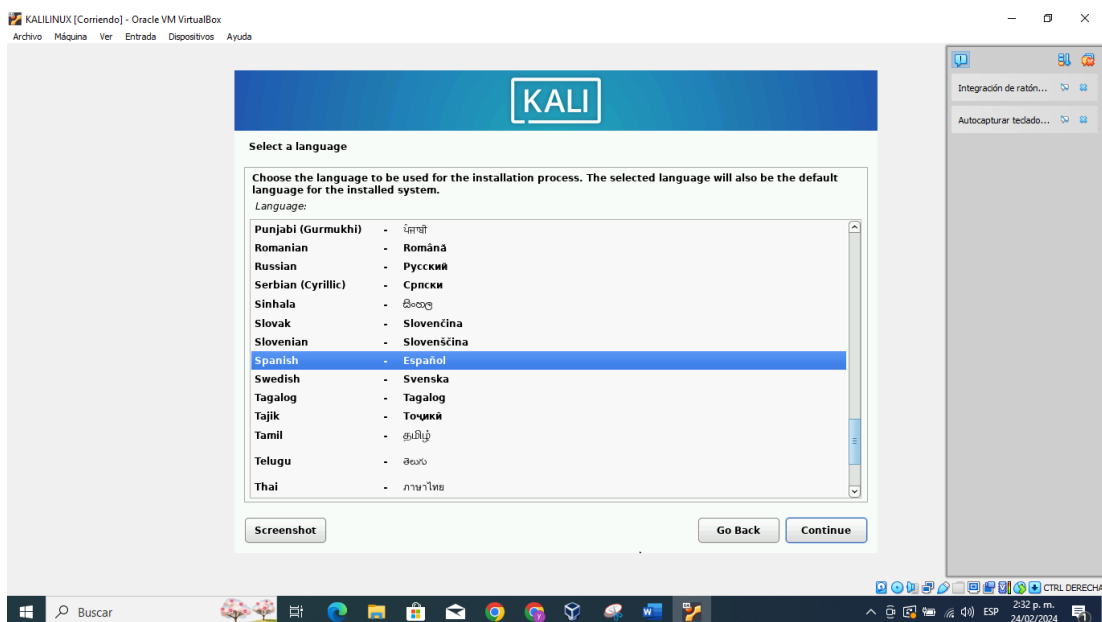 KALILINUX [Corriendo] - Oracle VM VirtualBox
Archivo Máquina Ver Entrada Dispositivos Ayuda
KALI
Integración de ratón...
Autocapturar teclado...
Select a language
Choose the language to be used for the installation process. The selected language will also be the default
language for the installed system.
Language:
Punjabi (Gurmukhi) - ਪੰਜਾਬੀ
Romanian - Română
Russian - Русский
Serbian (Cyrillic) - Српски
Sinhala - සිංහල
Slovak - Slovenčina
Slovenian - Slovenščina
Spanish - Español
Swedish - Svenska
Tagalog - Tagalog
Tajik - Тоҷикӣ
Tamil - தமிழ்
Telugu - తెలుగు
Thai - ภาษาไทย
Screenshot Go Back Continue
CTRL DERECHA
Buscar ESP 2:32 p. m.
24/02/2024